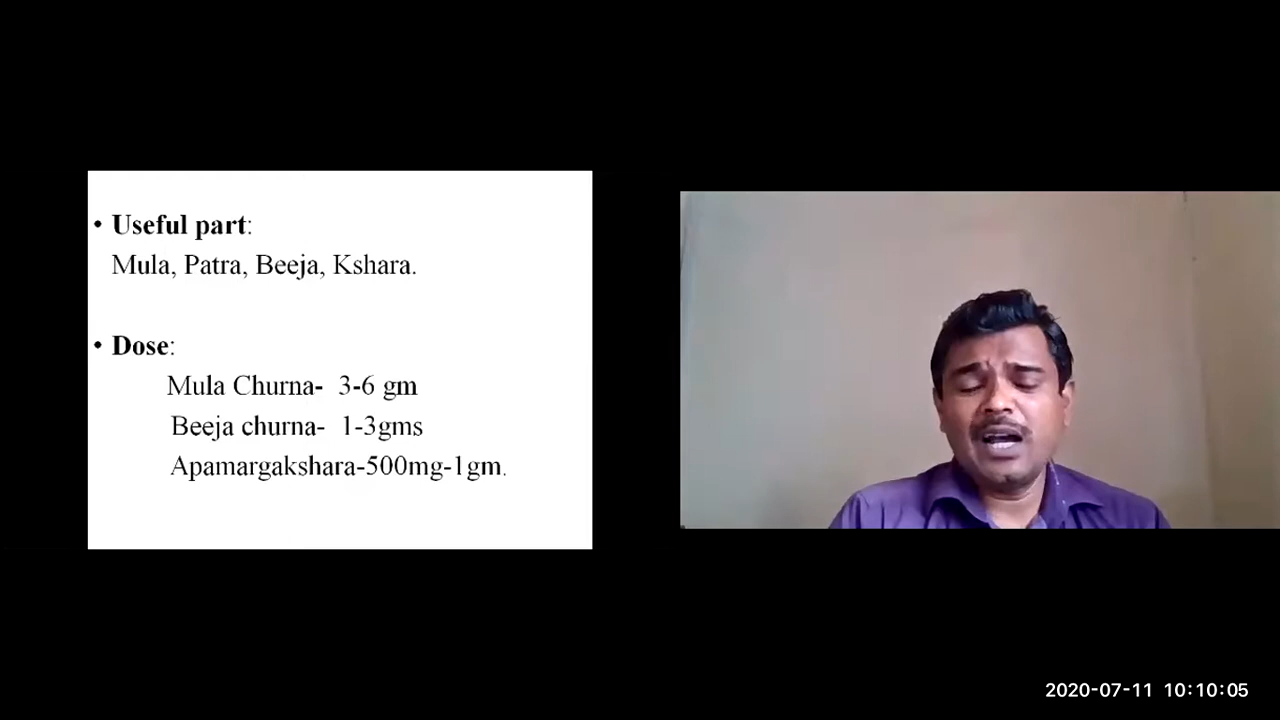 • Useful part:
Mula, Patra, Beeja, Kshara.
• Dose:
Mula Churna- 3-6 gm
Beeja churna- 1-3gms
Apamargakshara-500mg-1gm.
2020-07-11 10:10:05